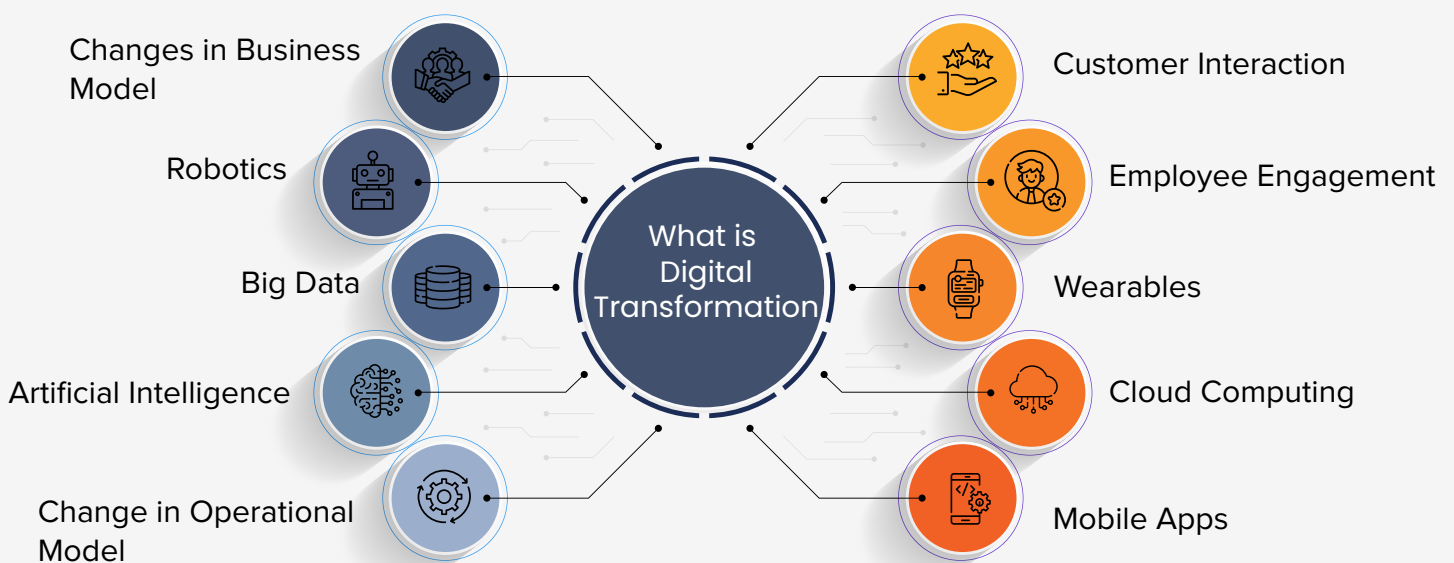 Changes in Business
Model
Robotics
Big Data
Artificial Intelligence
Change in Operational
Model
What is
Digital
Transformation
Customer Interaction
Employee Engagement
Wearables
Cloud Computing
Mobile Apps